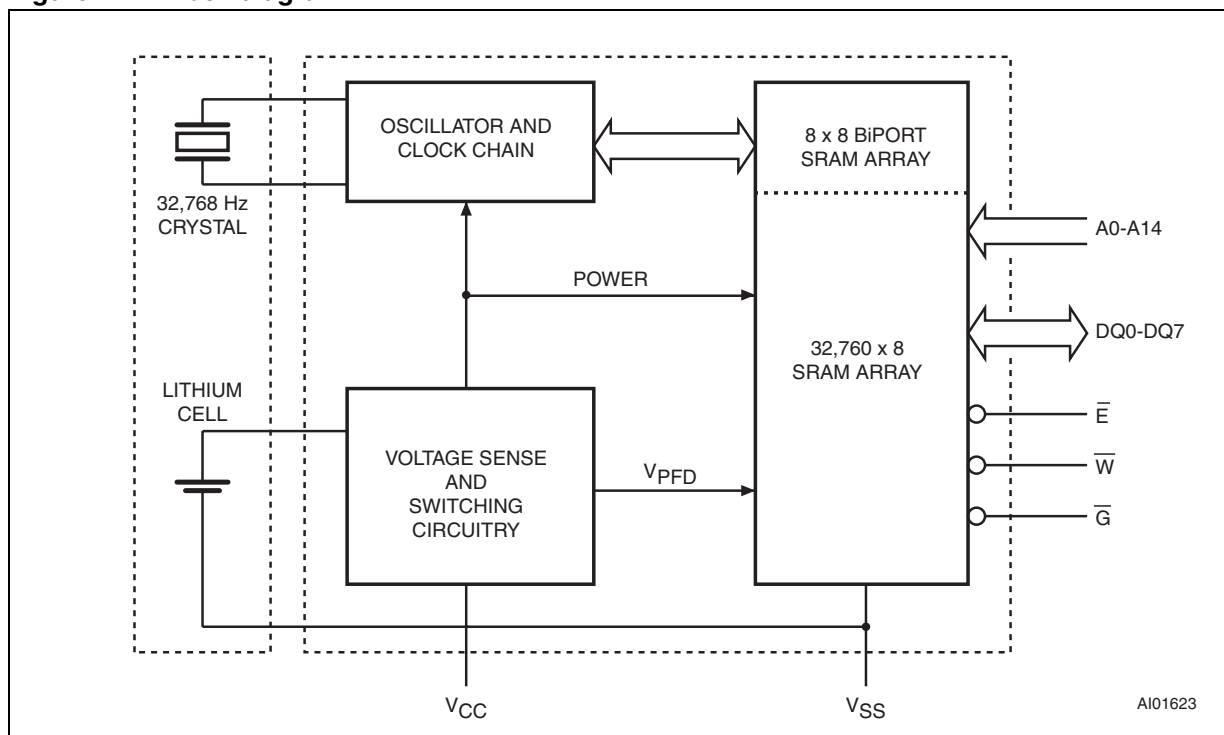 OSCILLATOR AND
CLOCK CHAIN
8 x 8 BiPORT
SRAM ARRAY
32,768 Hz
CRYSTAL
A0-A14
POWER
DQ0-DQ7
32,760 x 8
SRAM ARRAY
LITHIUM
CELL
E̅
VOLTAGE SENSE
AND
SWITCHING
CIRCUITRY
VPFD
W̅
G̅
VCC
VSS
AI01623